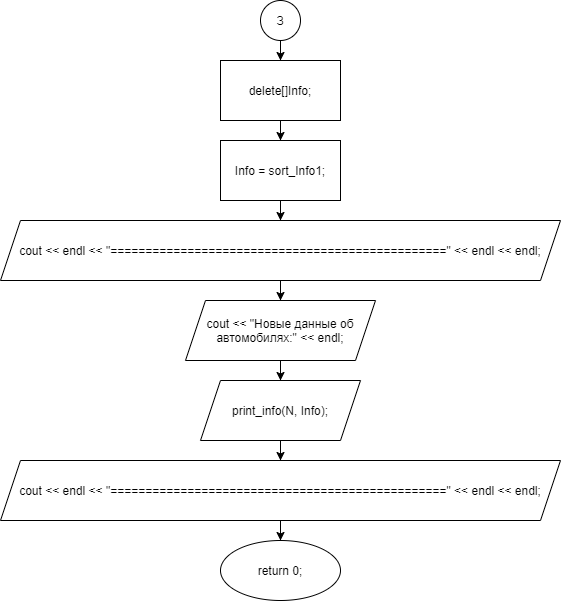 3
delete[]Info;
Info = sort_Info1;
cout << endl << "================================================" << endl << endl;
cout << "Новые данные об
автомобилях:" << endl;
print_info(N, Info);
cout << endl << "================================================" << endl << endl;
return 0;